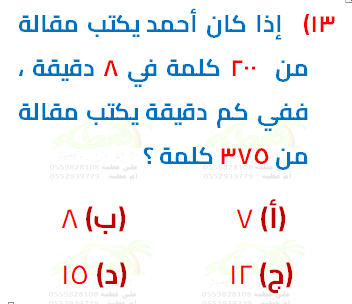 ١٣) إذا كان أحمد يكتب مقالة
من ٢٠٠ كلمة في ٨ دقيقة ،
ففي كم دقيقة يكتب مقالة
من ٣٧٥ كلمة ؟
(أ) ٧ (ب) ٨
(ج) ١٢ (د) ١٥